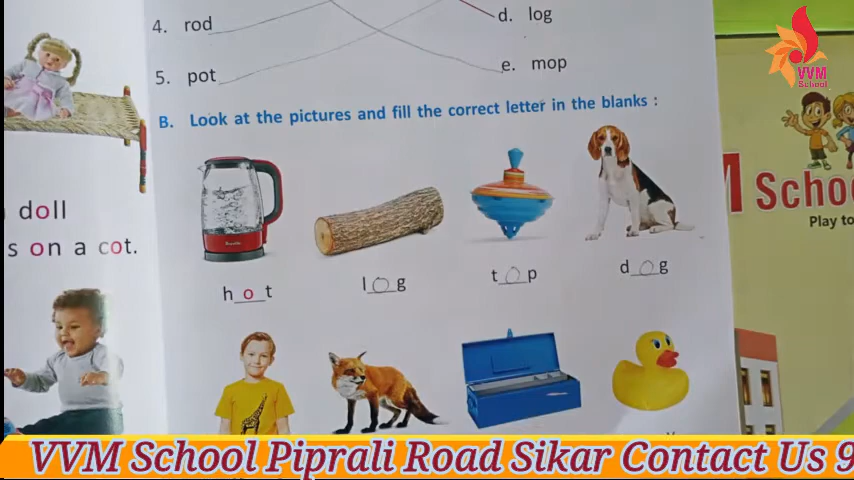 4. rod
d. log
5. pot
e. mop
B. Look at the pictures and fill the correct letter in the blanks :
doll
s on a cot.
h o t
l o g
t o p
d o g
VVM
School
M Schoo
Play to
VVM School Piprali Road Sikar Contact Us 9